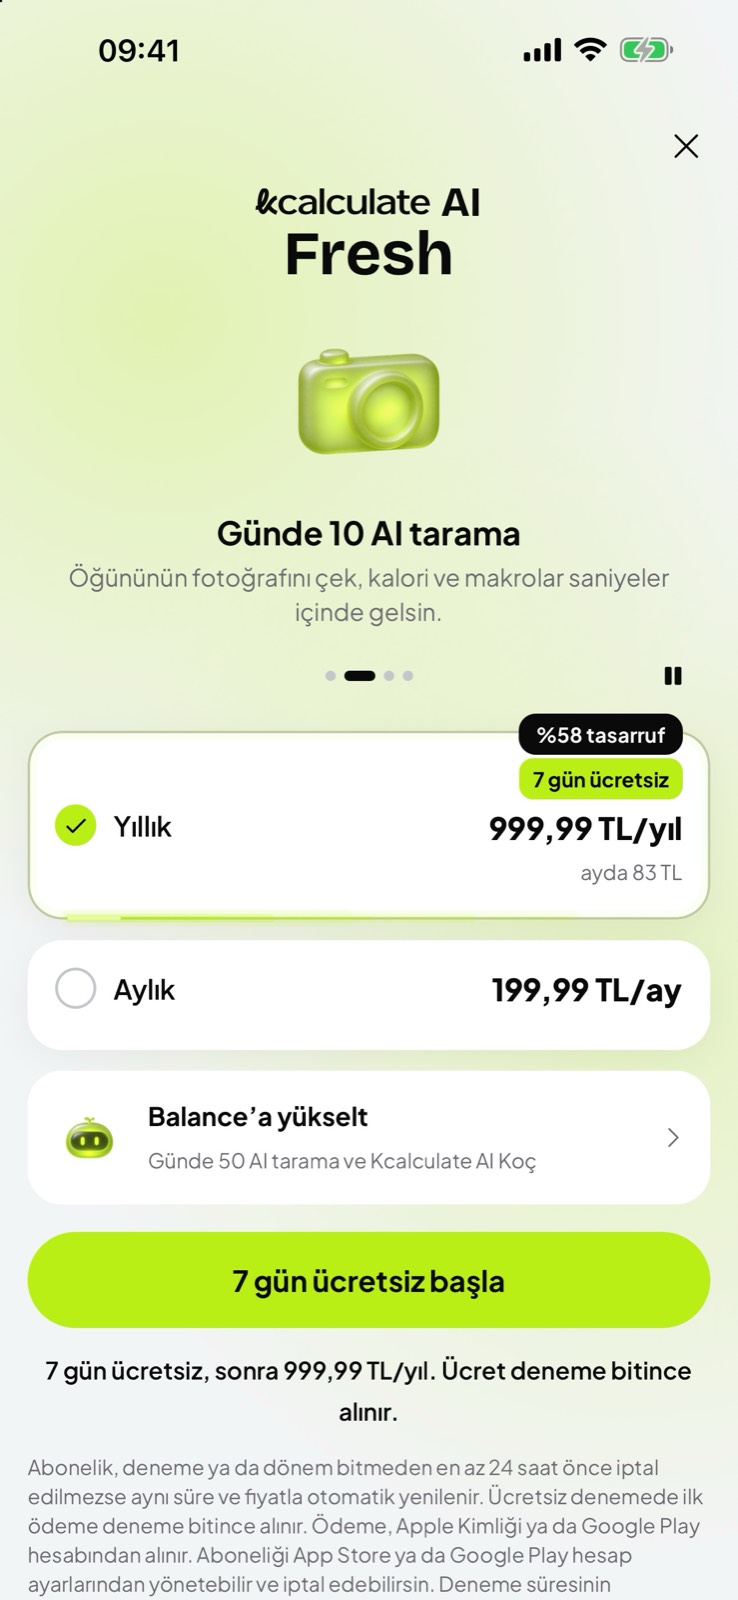 09:41
kcalculate AI
Fresh
Günde 10 AI tarama
Öğününün fotoğrafını çek, kalori ve makrolar saniyeler
içinde gelsin.
%58 tasarruf
7 gün ücretsiz
Yıllık
999,99 TL/yıl
ayda 83 TL
Aylık
199,99 TL/ay
Balance’a yükselt
Günde 50 AI tarama ve Kcalculate AI Koç
7 gün ücretsiz başla
7 gün ücretsiz, sonra 999,99 TL/yıl. Ücret deneme bitince
alınır.
Abonelik, deneme ya da dönem bitmeden en az 24 saat önce iptal
edilmezse aynı süre ve fiyatla otomatik yenilenir. Ücretsiz denemede ilk
ödeme deneme bitince alınır. Ödeme, Apple Kimliği ya da Google Play
hesabından alınır. Aboneliği App Store ya da Google Play hesap
ayarlarından yönetebilir ve iptal edebilirsin. Deneme süresinin